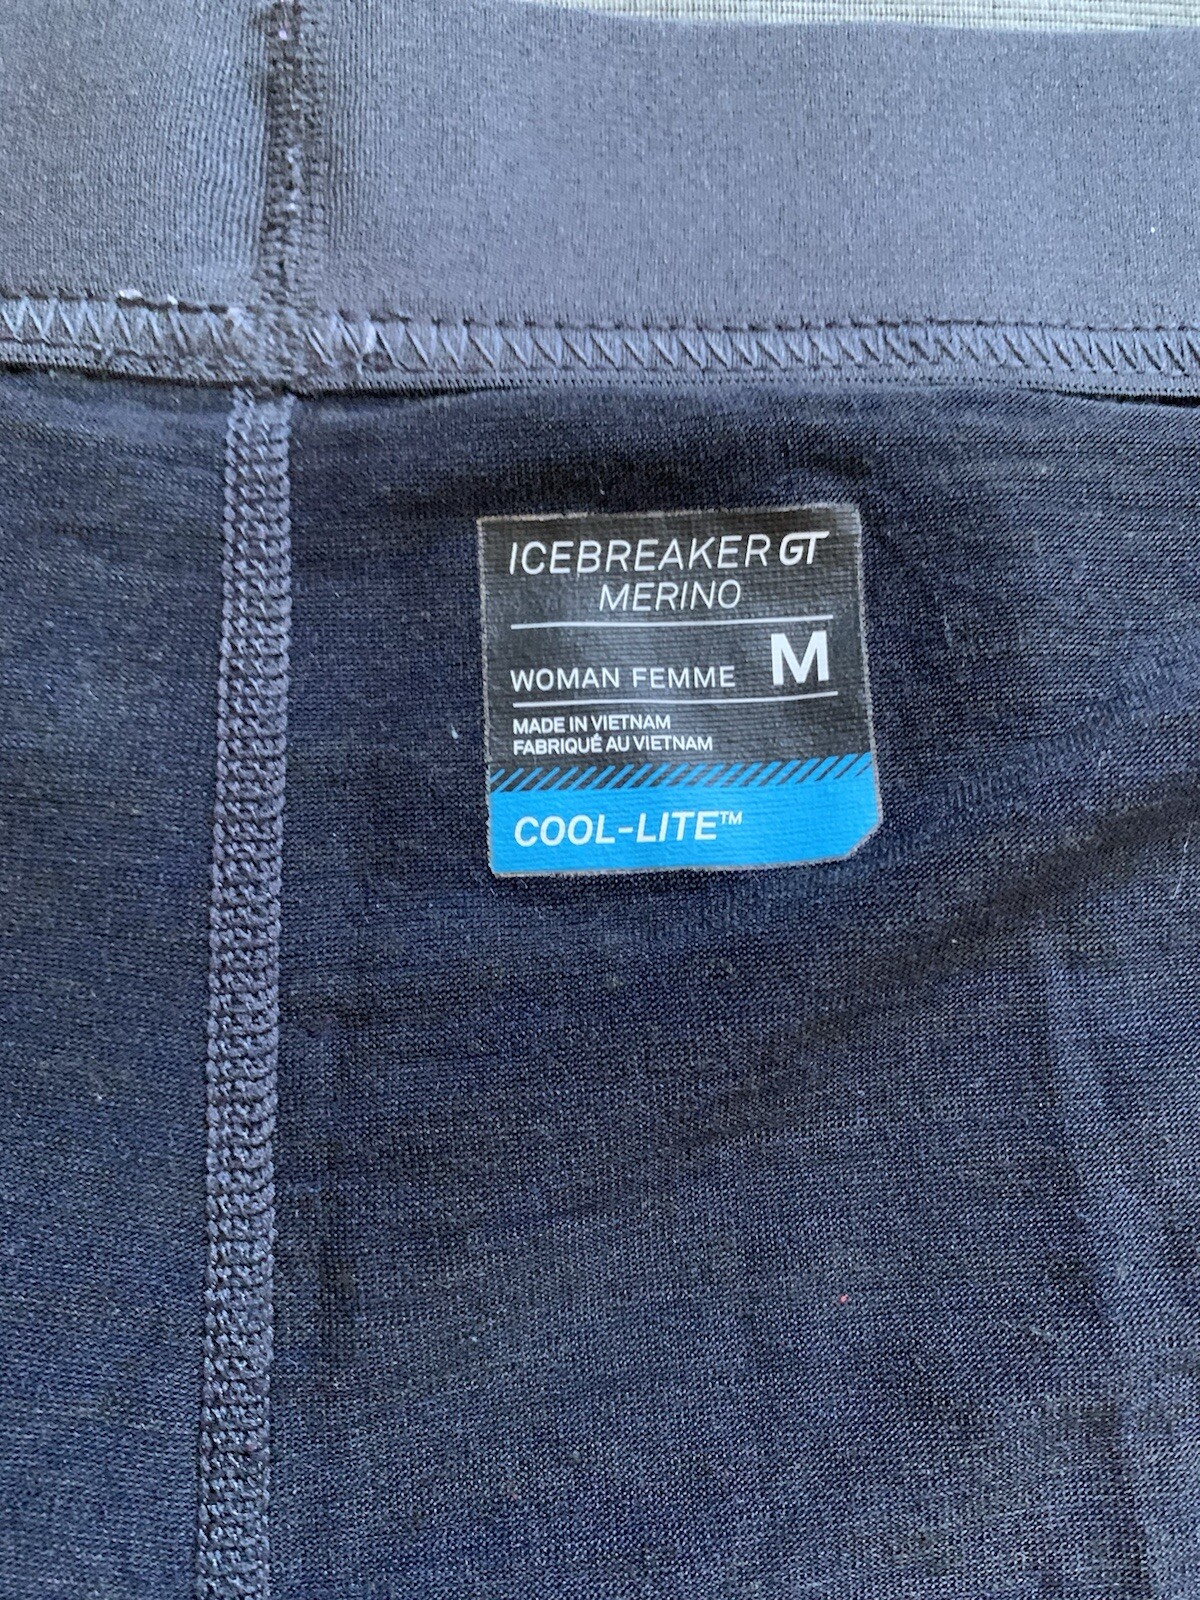 ICEBREAKER GT
MERINO
WOMAN FEMME M
MADE IN VIETNAM
FABRIQUÉ AU VIETNAM
COOL-LITE™